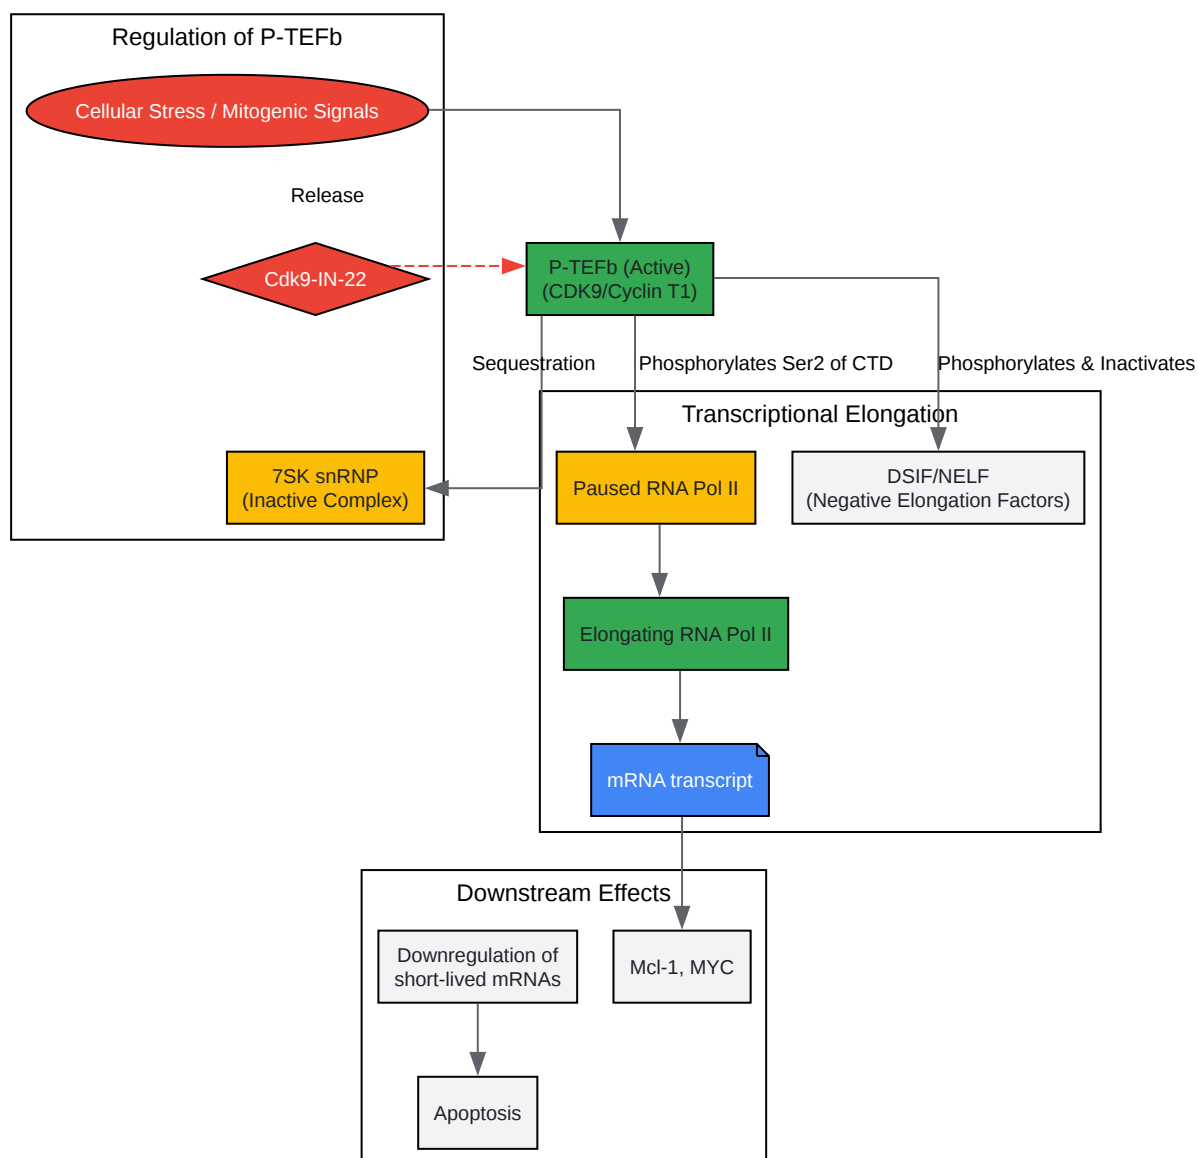 Regulation of P-TEFb
Cellular Stress / Mitogenic Signals
Release
Cdk9-IN-22
P-TEFb (Active)
(CDK9/Cyclin T1)
Sequestration
Phosphorylates Ser2 of CTD
Phosphorylates & Inactivates
Transcriptional Elongation
7SK snRNP
(Inactive Complex)
Paused RNA Pol II
DSIF/NELF
(Negative Elongation Factors)
Elongating RNA Pol II
mRNA transcript
Downstream Effects
Downregulation of
short-lived mRNAs
Mcl-1, MYC
Apoptosis